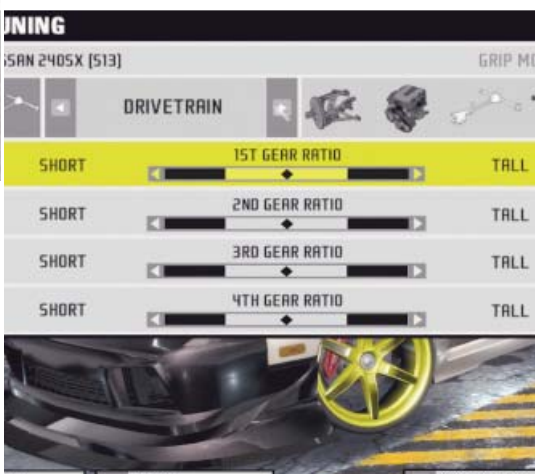 UNING
SSAN 240SX [S13]
GRIP MO
DRIVETRAIN
1ST GEAR RATIO
SHORT TALL
2ND GEAR RATIO
SHORT TALL
3RD GEAR RATIO
SHORT TALL
4TH GEAR RATIO
SHORT TALL